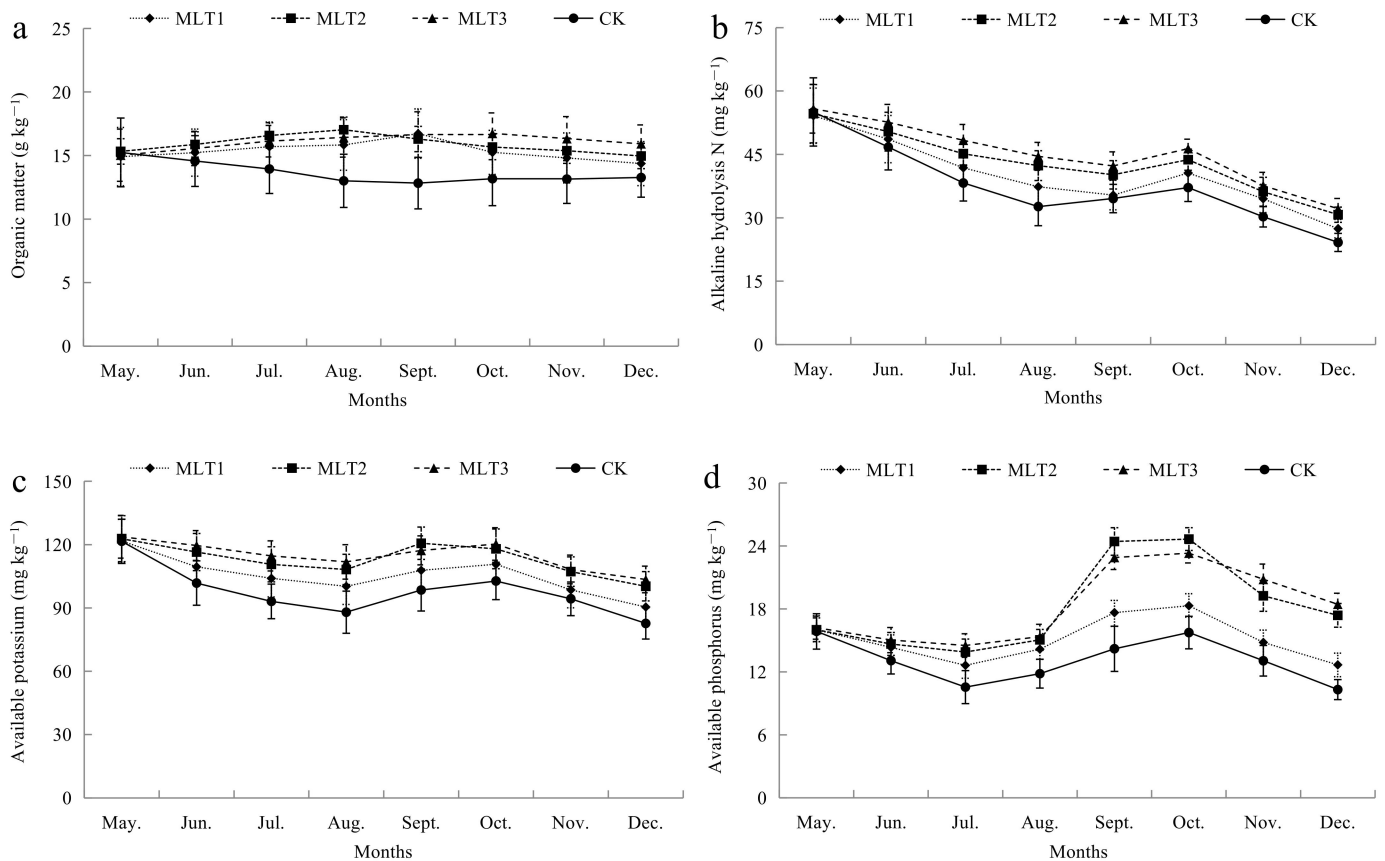 a
MLT1 MLT2 MLT3 CK
Organic matter (g kg⁻¹)
25
20
15
10
5
0
May. Jun. Jul. Aug. Sept. Oct. Nov. Dec.
Months
b
MLT1 MLT2 MLT3 CK
Alkaline hydrolysis N (mg kg⁻¹)
75
60
45
30
15
0
May. Jun. Jul. Aug. Sept. Oct. Nov. Dec.
Months
c
MLT1 MLT2 MLT3 CK
Available potassium (mg kg⁻¹)
150
120
90
60
30
0
May. Jun. Jul. Aug. Sept. Oct. Nov. Dec.
Months
d
MLT1 MLT2 MLT3 CK
Available phosphorus (mg kg⁻¹)
30
24
18
12
6
0
May. Jun. Jul. Aug. Sept. Oct. Nov. Dec.
Months